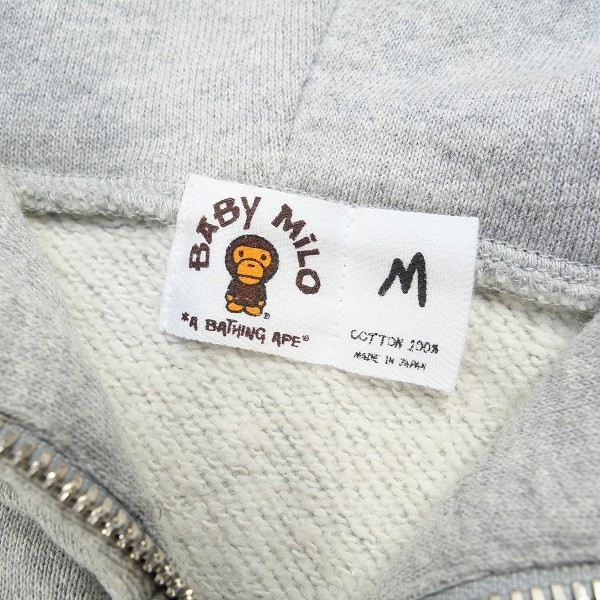 BABY MiLO
®
*A BATHING APE®
M
COTTON 100%
MADE IN JAPAN